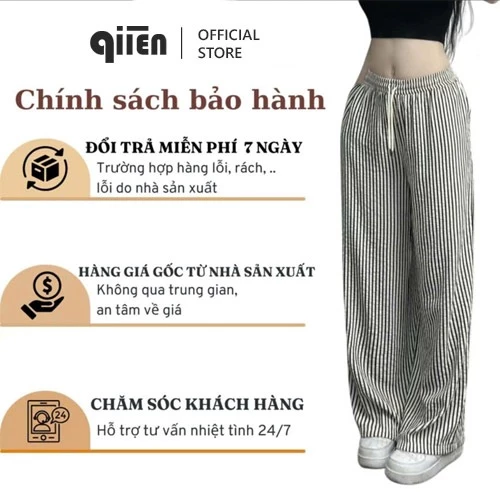 qiiēn
OFFICIAL
STORE
Chính sách bảo hành
ĐỔI TRẢ MIỄN PHÍ 7 NGÀY
Trường hợp hàng lỗi, rách, ..
lỗi do nhà sản xuất
HÀNG GIÁ GỐC TỪ NHÀ SẢN XUẤT
Không qua trung gian,
an tâm về giá
24
CHĂM SÓC KHÁCH HÀNG
Hỗ trợ tư vấn nhiệt tình 24/7